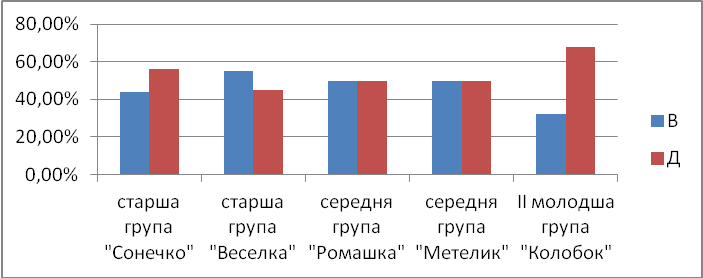 80,00%
60,00%
40,00%
20,00%
0,00%
старша група "Сонечко"
старша група "Веселка"
середня група "Ромашка"
середня група "Метелик"
ІІ молодша група "Колобок"
В
Д